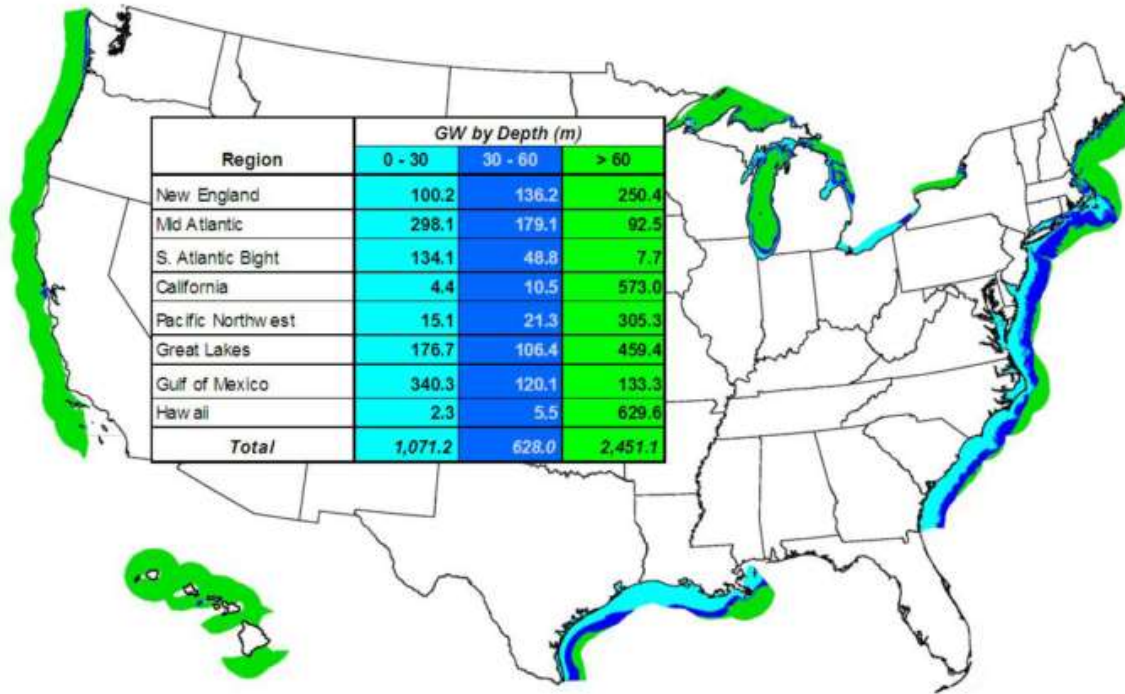 GW by Depth (m)
Region 0 - 30 30 - 60 > 60
New England 100.2 136.2 250.4
Mid Atlantic 298.1 179.1 92.5
S. Atlantic Bight 134.1 48.8 7.7
California 4.4 10.5 573.0
Pacific Northwest 15.1 21.3 305.3
Great Lakes 176.7 106.4 459.4
Gulf of Mexico 340.3 120.1 133.3
Hawaii 2.3 5.5 629.6
Total 1,071.2 628.0 2,451.1